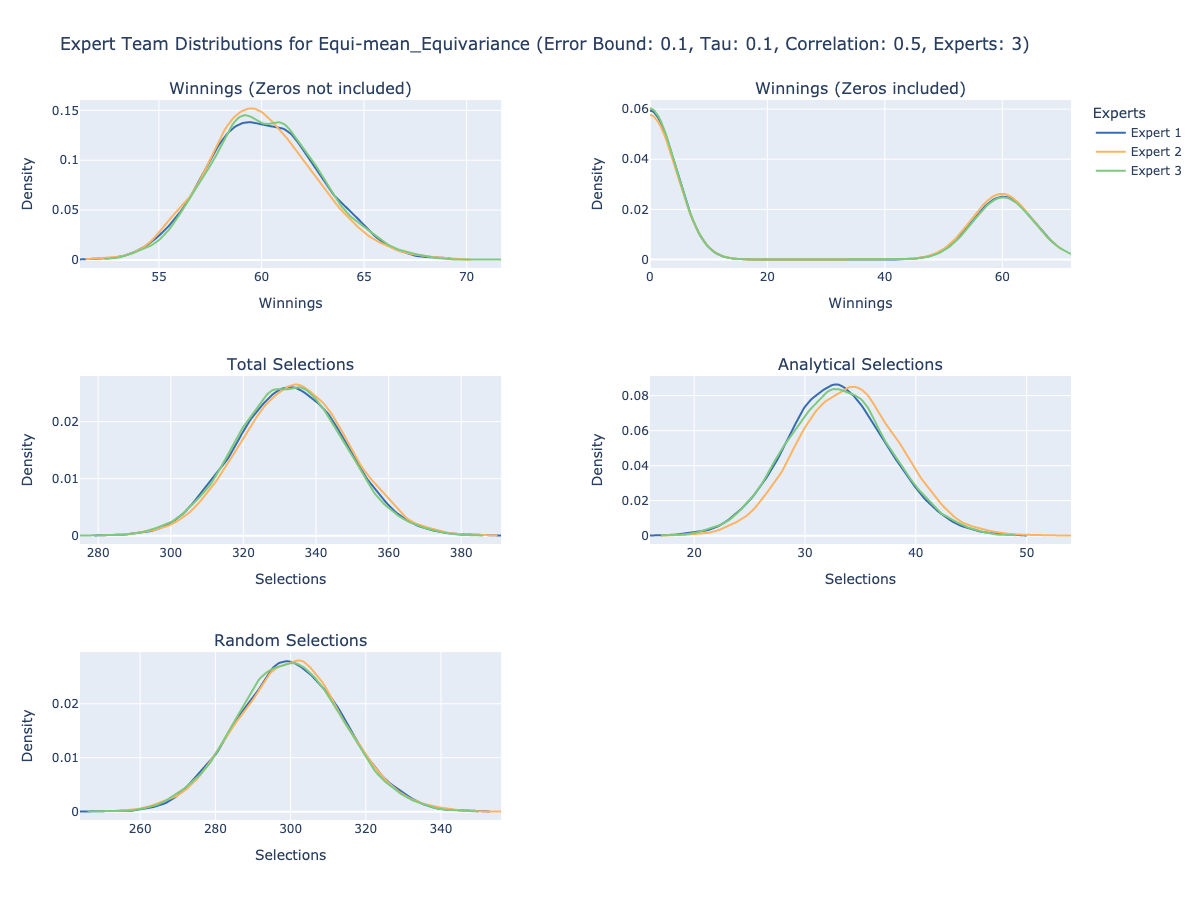 Expert Team Distributions for Equi-mean_Equivariance (Error Bound: 0.1, Tau: 0.1, Correlation: 0.5, Experts: 3)
Winnings (Zeros not included)
0.15
0.1
0.05
0
Density
55 60 65 70
Winnings
Winnings (Zeros included)
0.06
0.04
0.02
0
Density
0 20 40 60
Winnings
Experts
Expert 1
Expert 2
Expert 3
Total Selections
0.02
0.01
0
Density
280 300 320 340 360 380
Selections
Analytical Selections
0.08
0.06
0.04
0.02
0
Density
20 30 40 50
Selections
Random Selections
0.02
0.01
0
Density
260 280 300 320 340
Selections